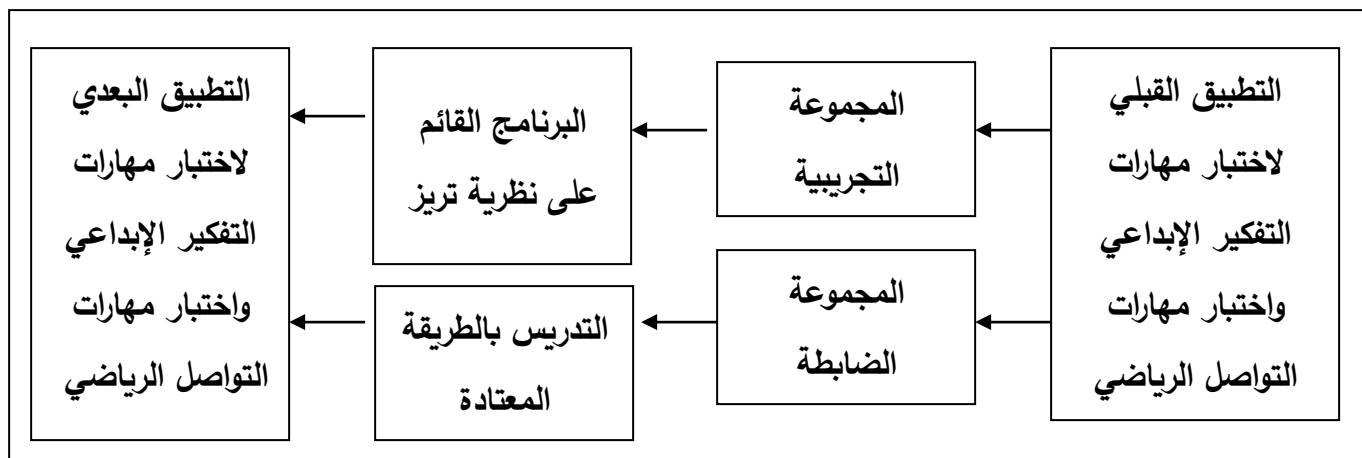 التطبيق القبلي
لاختبار مهارات
التفكير الإبداعي
واختبار مهارات
التواصل الرياضي
المجموعة
التجريبية
البرنامج القائم
على نظرية تريز
المجموعة
الضابطة
التدريس بالطريقة
المعتادة
التطبيق البعدي
لاختبار مهارات
التفكير الإبداعي
واختبار مهارات
التواصل الرياضي